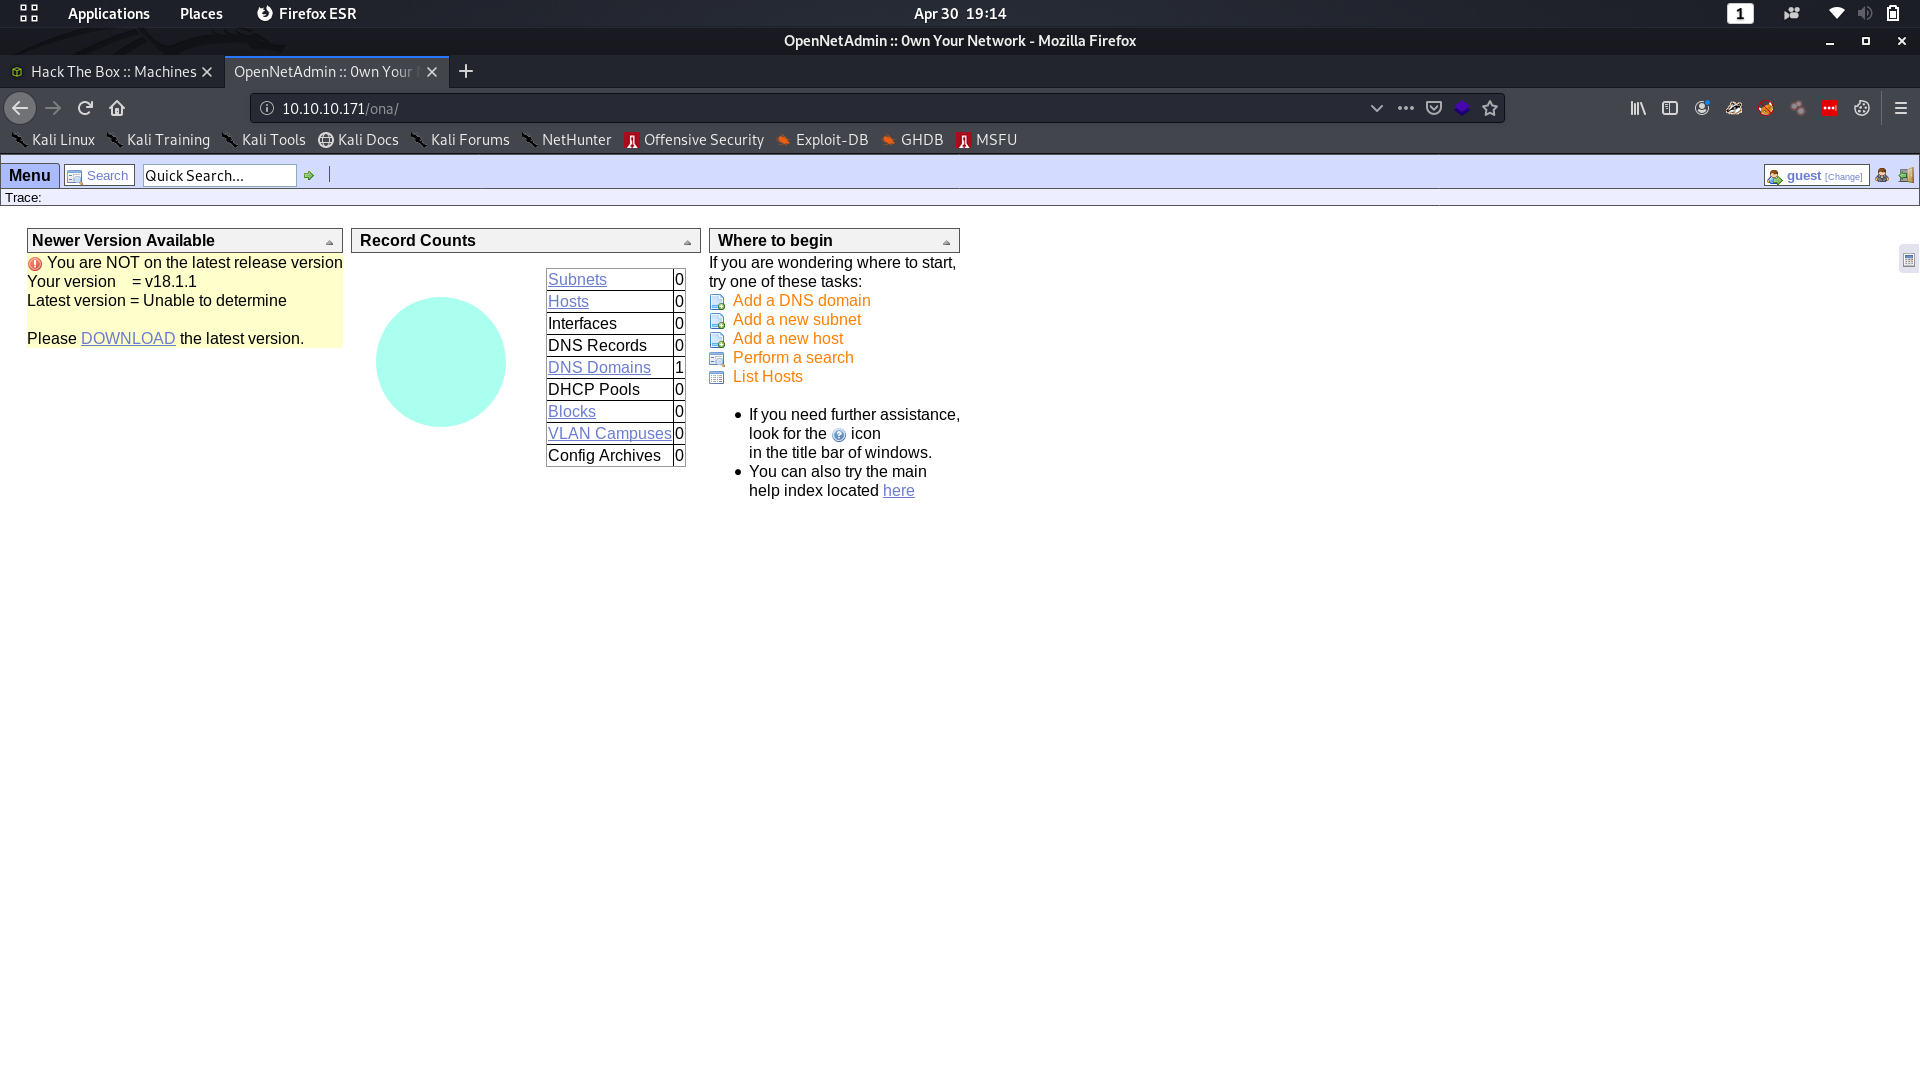 Applications Places Firefox ESR Apr 30 19:14 1
OpenNetAdmin :: 0wn Your Network - Mozilla Firefox
Hack The Box :: Machines OpenNetAdmin :: 0wn Your
10.10.10.171/ona/
Kali Linux Kali Training Kali Tools Kali Docs Kali Forums NetHunter Offensive Security Exploit-DB GHDB MSFU
Menu Search Quick Search... guest [Change]
Trace:
Newer Version Available
You are NOT on the latest release version
Your version = v18.1.1
Latest version = Unable to determine
Please DOWNLOAD the latest version.
Record Counts
Subnets 0
Hosts 0
Interfaces 0
DNS Records 0
DNS Domains 1
DHCP Pools 0
Blocks 0
VLAN Campuses 0
Config Archives 0
Where to begin
If you are wondering where to start,
try one of these tasks:
Add a DNS domain
Add a new subnet
Add a new host
Perform a search
List Hosts
If you need further assistance,
look for the icon
in the title bar of windows.
You can also try the main
help index located here